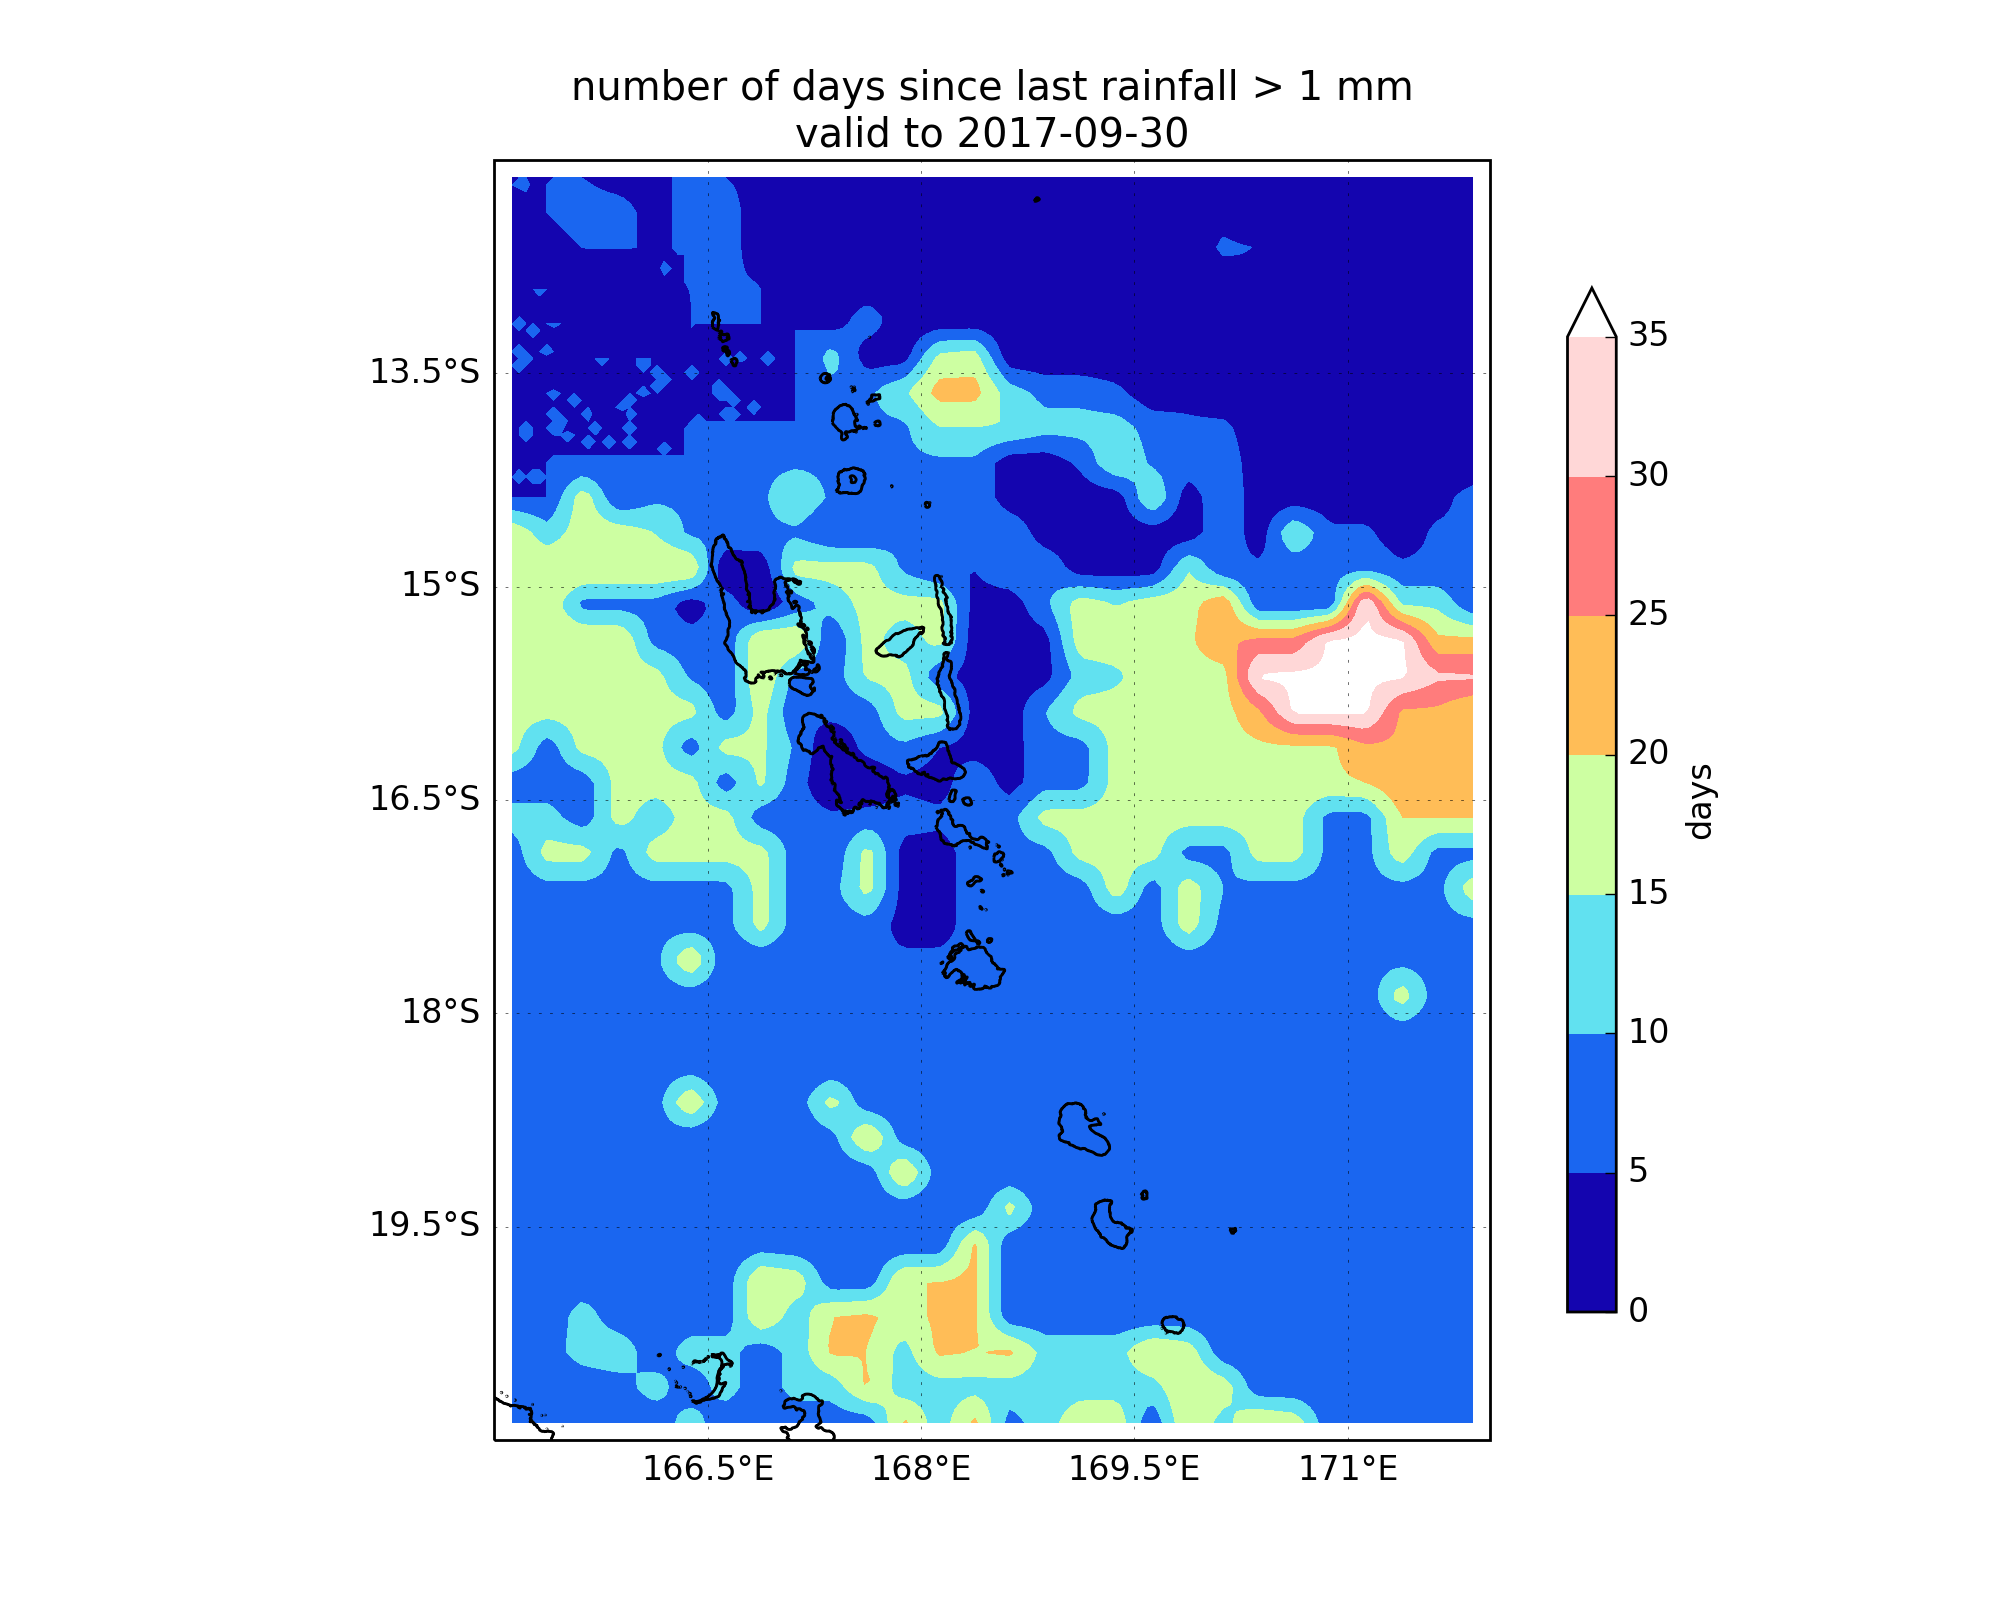 number of days since last rainfall > 1 mm
valid to 2017-09-30
13.5°S
15°S
16.5°S
18°S
19.5°S
166.5°E
168°E
169.5°E
171°E
35
30
25
20
15
10
5
0
days